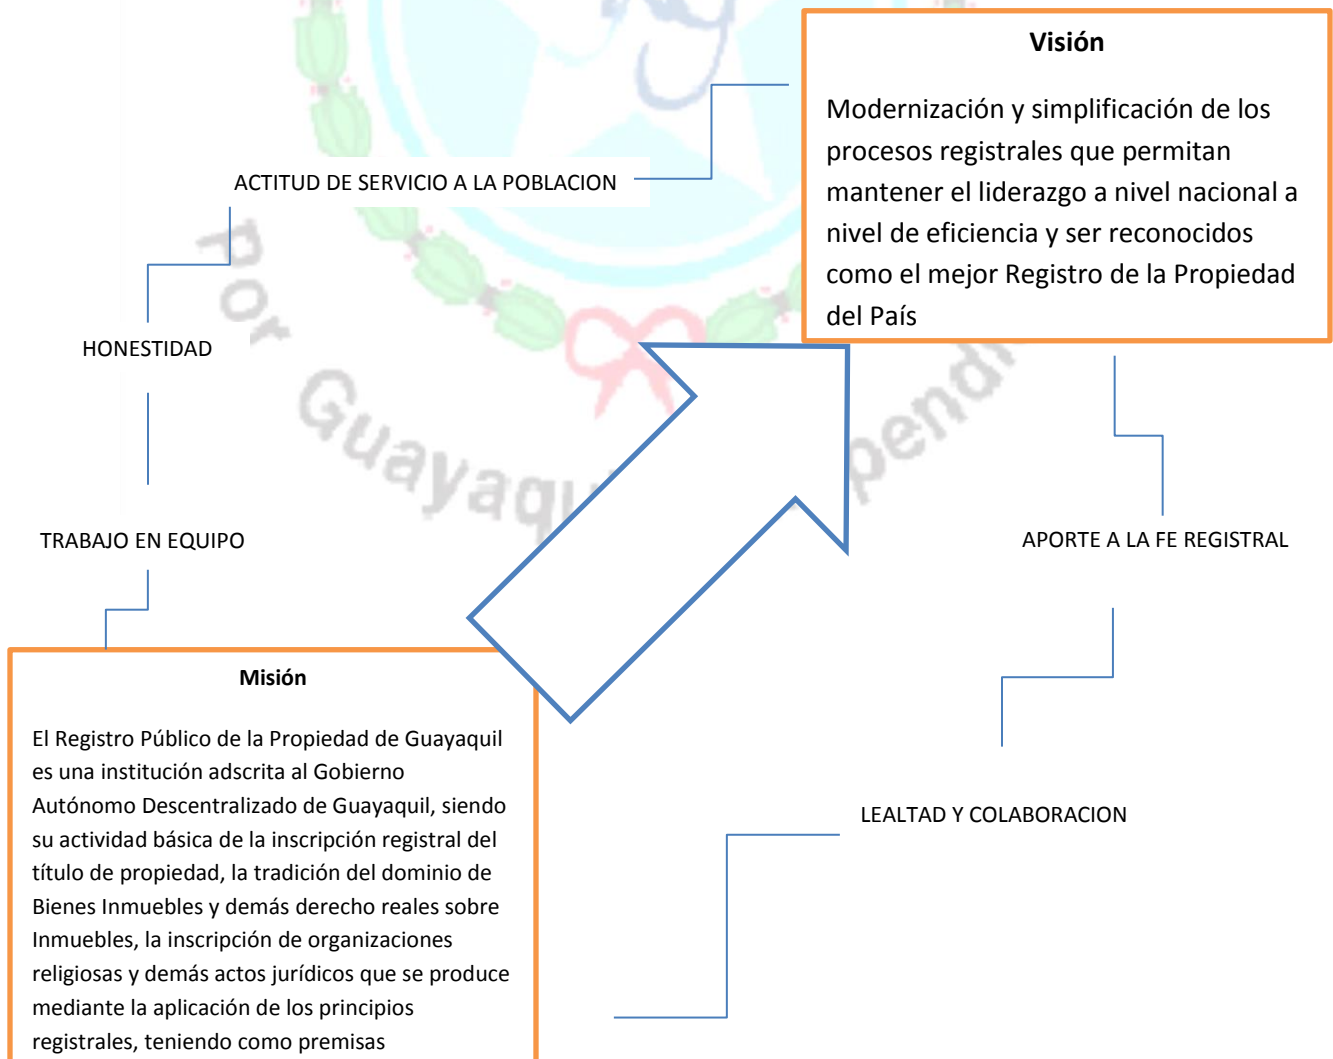 Visión
Modernización y simplificación de los
procesos registrales que permitan
mantener el liderazgo a nivel nacional a
nivel de eficiencia y ser reconocidos
como el mejor Registro de la Propiedad
del País
ACTITUD DE SERVICIO A LA POBLACION
HONESTIDAD
TRABAJO EN EQUIPO
APORTE A LA FE REGISTRAL
LEALTAD Y COLABORACION
Misión
El Registro Público de la Propiedad de Guayaquil
es una institución adscrita al Gobierno
Autónomo Descentralizado de Guayaquil, siendo
su actividad básica de la inscripción registral del
título de propiedad, la tradición del dominio de
Bienes Inmuebles y demás derecho reales sobre
Inmuebles, la inscripción de organizaciones
religiosas y demás actos jurídicos que se produce
mediante la aplicación de los principios
registrales, teniendo como premisas
Por Guayaqu